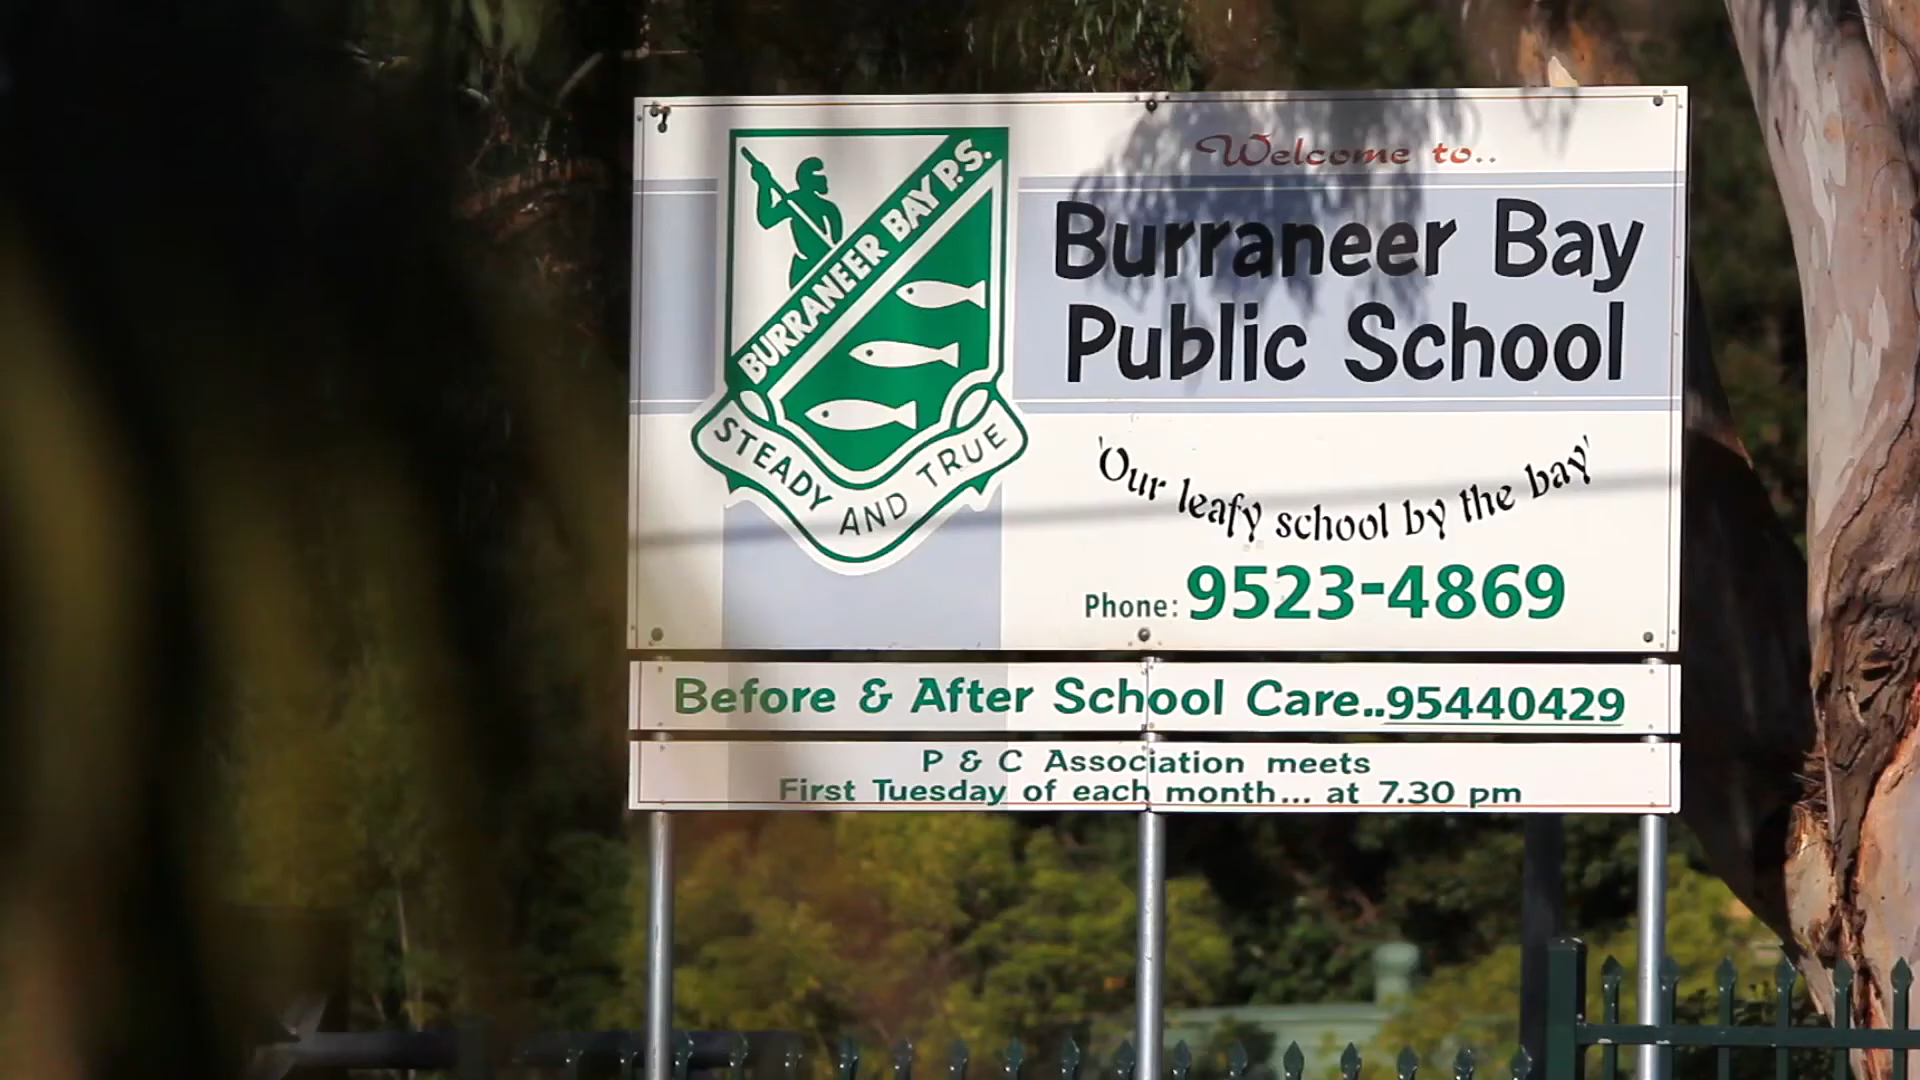 BURRANEER BAY P.S.
STEADY AND TRUE
Welcome to..
Burraneer Bay
Public School
'Our leafy school by the bay'
Phone: 9523-4869
Before & After School Care..95440429
P & C Association meets
First Tuesday of each month... at 7.30 pm